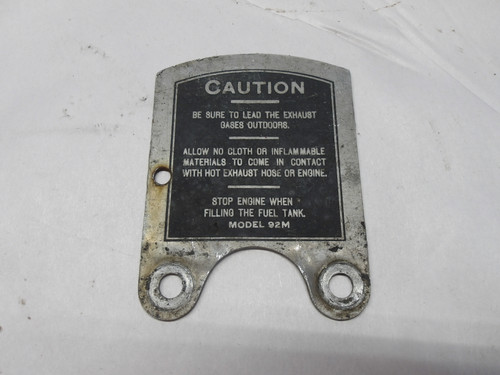 CAUTION
BE SURE TO LEAD THE EXHAUST
GASES OUTDOORS.
ALLOW NO CLOTH OR INFLAMMABLE
MATERIALS TO COME IN CONTACT
WITH HOT EXHAUST HOSE OR ENGINE.
STOP ENGINE WHEN
FILLING THE FUEL TANK.
MODEL 92M